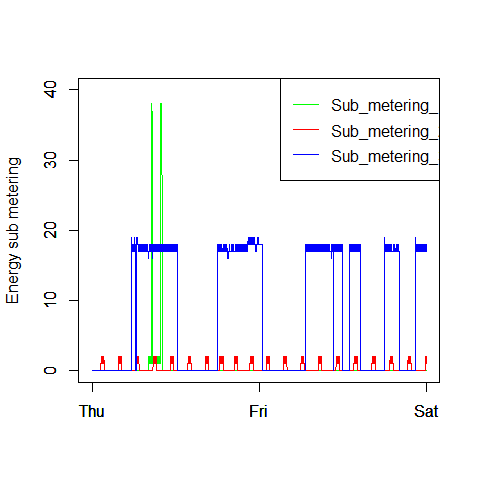 Energy sub metering
40
30
20
10
0
Sub_metering_
Sub_metering_
Sub_metering_
Thu Fri Sat